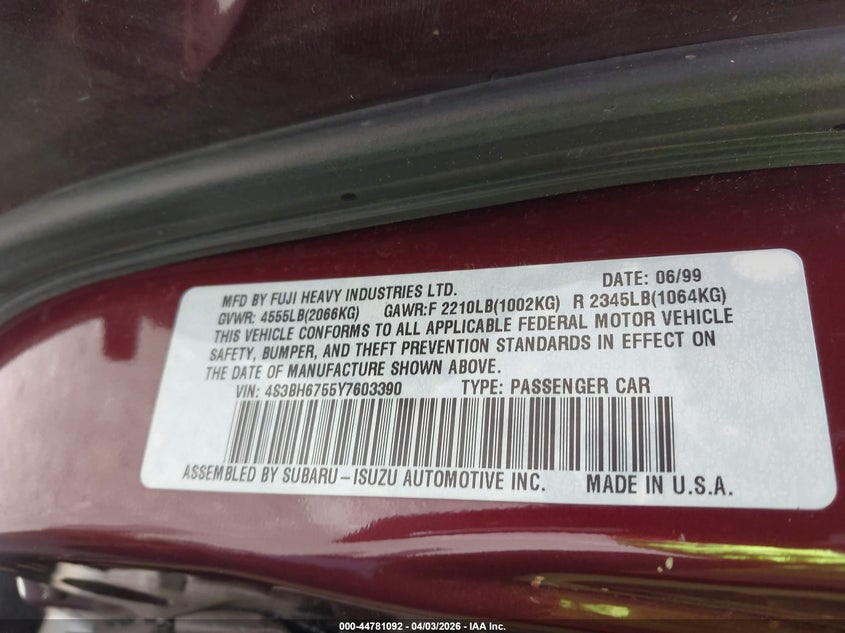 MFD BY FUJI HEAVY INDUSTRIES LTD. DATE: 06/99
GVWR: 4555LB(2066KG) GAWR:F 2210LB(1002KG) R 2345LB(1064KG)
THIS VEHICLE CONFORMS TO ALL APPLICABLE FEDERAL MOTOR VEHICLE
SAFETY, BUMPER, AND THEFT PREVENTION STANDARDS IN EFFECT ON
THE DATE OF MANUFACTURE SHOWN ABOVE.
VIN: 4S3BH6755Y7603390 TYPE: PASSENGER CAR
ASSEMBLED BY SUBARU-ISUZU AUTOMOTIVE INC. MADE IN U.S.A.
000-44781092 - 04/03/2026 - IAA Inc.